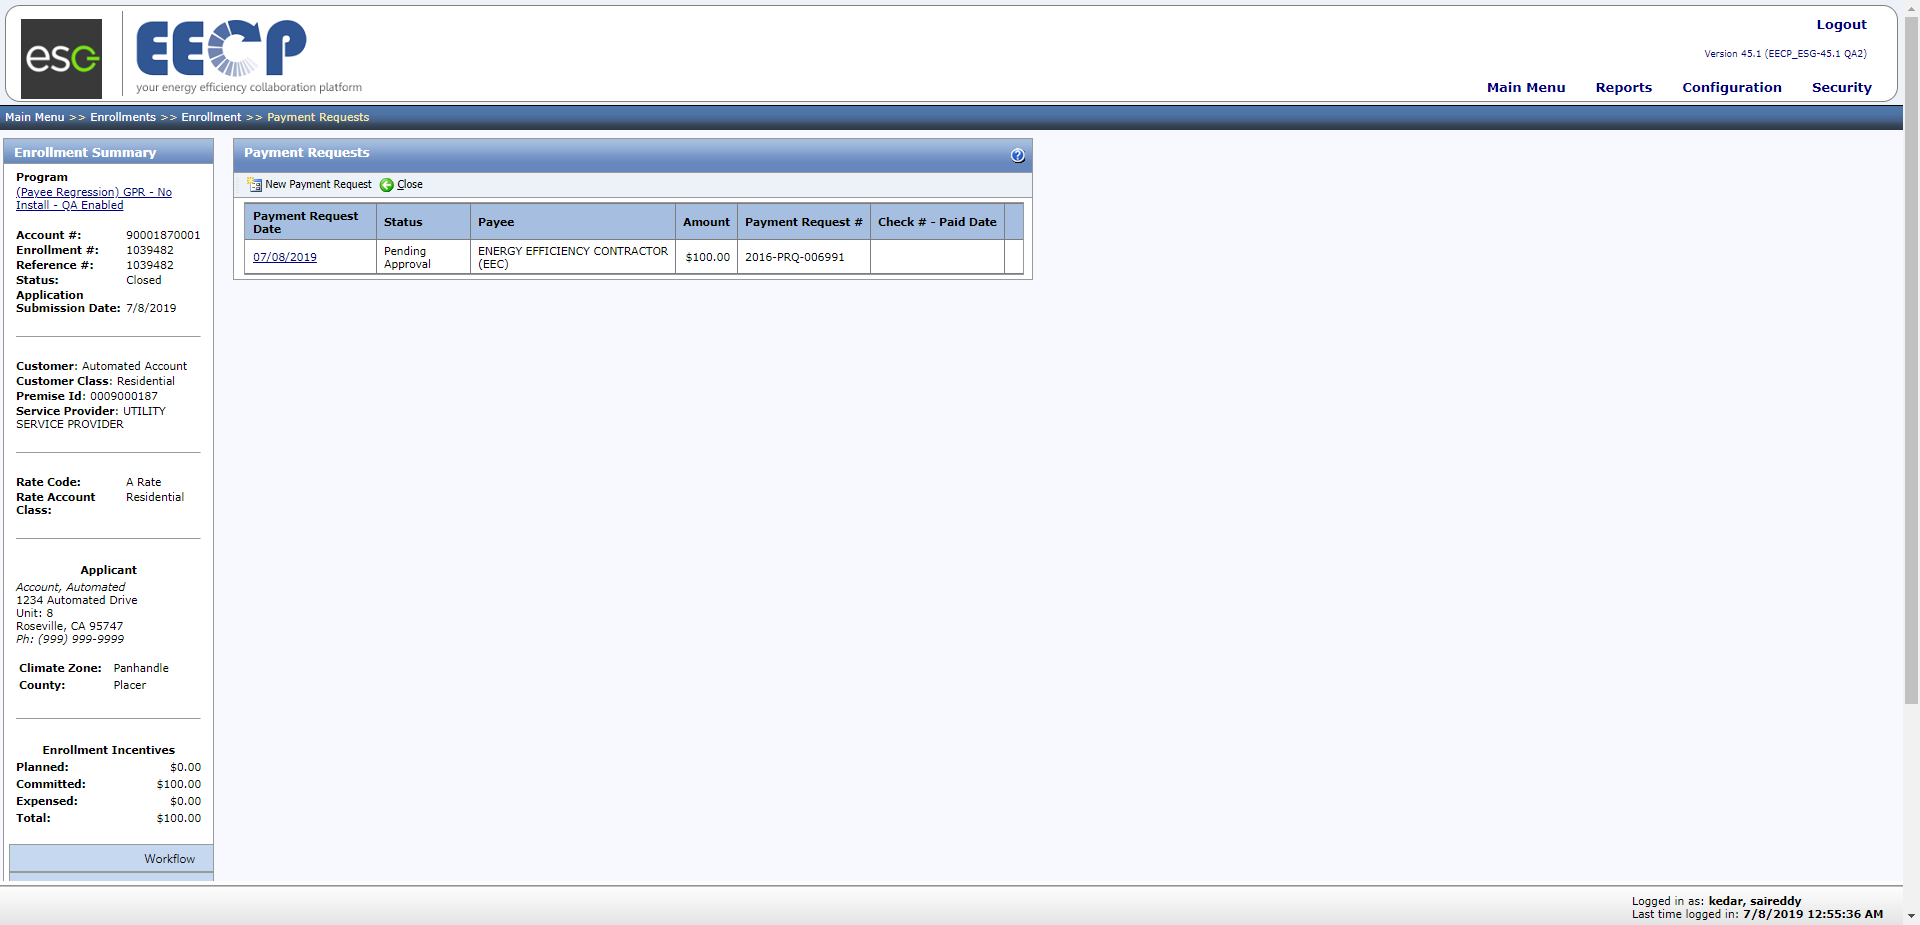 esg
EECP
your energy efficiency collaboration platform
Logout
Version 45.1 (EECP_ESG-45.1 QA2)
Main Menu Reports Configuration Security
Main Menu >> Enrollments >> Enrollment >> Payment Requests
Enrollment Summary
Program
(Payee Regression) GPR - No
Install - QA Enabled
Account #: 90001870001
Enrollment #: 1039482
Reference #: 1039482
Status: Closed
Application
Submission Date: 7/8/2019
Customer: Automated Account
Customer Class: Residential
Premise Id: 0009000187
Service Provider: UTILITY
SERVICE PROVIDER
Rate Code: A Rate
Rate Account Residential
Class:
Applicant
Account, Automated
1234 Automated Drive
Unit: 8
Roseville, CA 95747
Ph: (999) 999-9999
Climate Zone: Panhandle
County: Placer
Enrollment Incentives
Planned: $0.00
Committed: $100.00
Expensed: $0.00
Total: $100.00
Workflow
Payment Requests
?
New Payment Request Close
Payment Request
Date
Status
Payee
Amount
Payment Request #
Check # - Paid Date
07/08/2019
Pending
Approval
ENERGY EFFICIENCY CONTRACTOR
(EEC)
$100.00
2016-PRQ-006991
Logged in as: kedar, saireddy
Last time logged in: 7/8/2019 12:55:36 AM